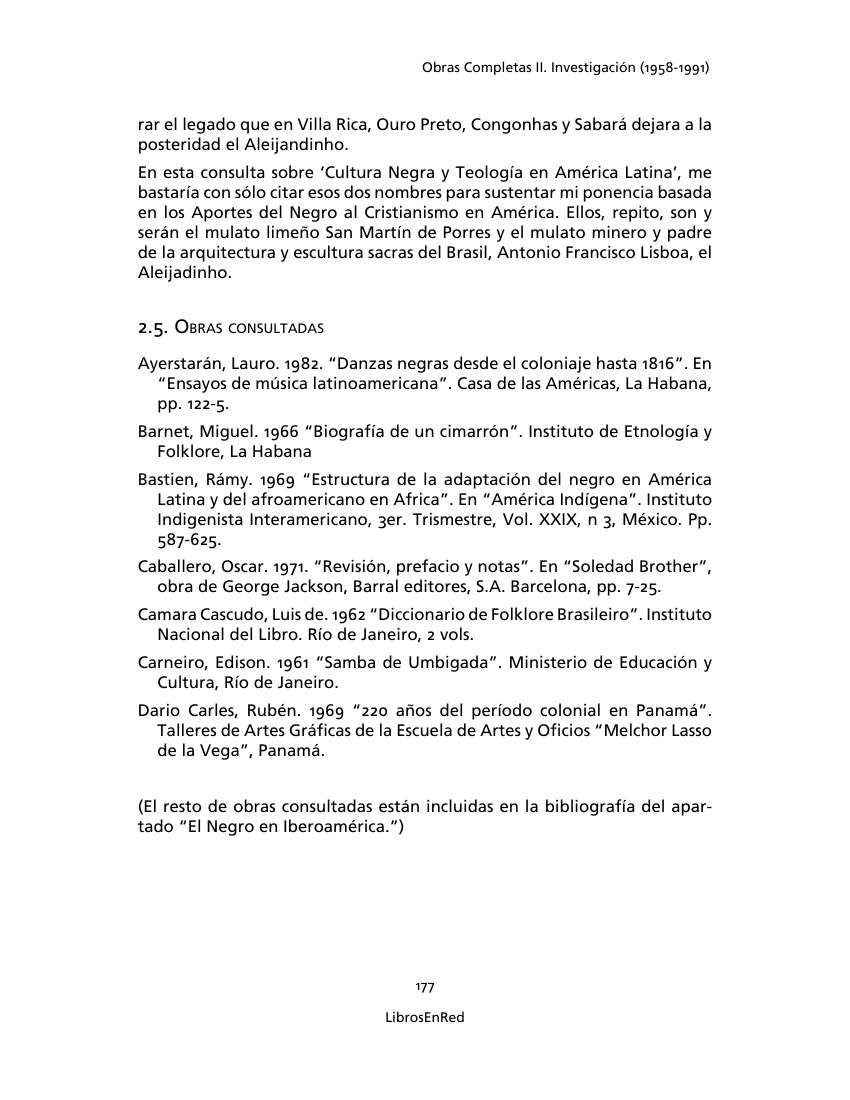 Obras Completas II. Investigación (1958-1991)
rar el legado que en Villa Rica, Ouro Preto, Congonhas y Sabará dejara a la
posteridad el Aleijandinho.
En esta consulta sobre ‘Cultura Negra y Teología en América Latina’, me
bastaría con sólo citar esos dos nombres para sustentar mi ponencia basada
en los Aportes del Negro al Cristianismo en América. Ellos, repito, son y
serán el mulato limeño San Martín de Porres y el mulato minero y padre
de la arquitectura y escultura sacras del Brasil, Antonio Francisco Lisboa, el
Aleijadinho.
2.5. Obras consultadas
Ayerstarán, Lauro. 1982. “Danzas negras desde el coloniaje hasta 1816”. En
“Ensayos de música latinoamericana”. Casa de las Américas, La Habana,
pp. 122-5.
Barnet, Miguel. 1966 “Biografía de un cimarrón”. Instituto de Etnología y
Folklore, La Habana
Bastien, Rámy. 1969 “Estructura de la adaptación del negro en América
Latina y del afroamericano en Africa”. En “América Indígena”. Instituto
Indigenista Interamericano, 3er. Trimestre, Vol. XXIX, n 3, México. Pp.
587-625.
Caballero, Oscar. 1971. “Revisión, prefacio y notas”. En “Soledad Brother”,
obra de George Jackson, Barral editores, S.A. Barcelona, pp. 7-25.
Camara Cascudo, Luis de. 1962 “Diccionario de Folklore Brasileiro”. Instituto
Nacional del Libro. Río de Janeiro, 2 vols.
Carneiro, Edison. 1961 “Samba de Umbigada”. Ministerio de Educación y
Cultura, Río de Janeiro.
Dario Carles, Rubén. 1969 “220 años del período colonial en Panamá”.
Talleres de Artes Gráficas de la Escuela de Artes y Oficios “Melchor Lasso
de la Vega”, Panamá.
(El resto de obras consultadas están incluidas en la bibliografía del apar-
tado “El Negro en Iberoamérica.”)
177
LibrosEnRed